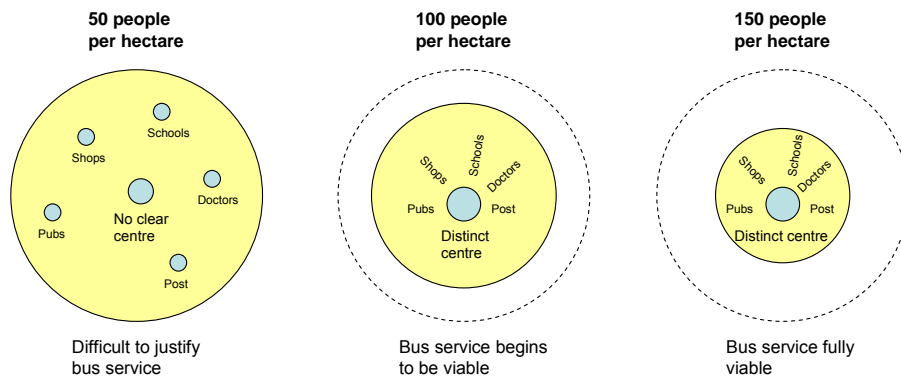 50 people
per hectare
Schools
Shops
Doctors
No clear
centre
Pubs
Post
Difficult to justify
bus service
100 people
per hectare
Schools
Shops
Doctors
Pubs
Post
Distinct
centre
Bus service begins
to be viable
150 people
per hectare
Schools
Shops
Doctors
Pubs
Post
Distinct centre
Bus service fully
viable